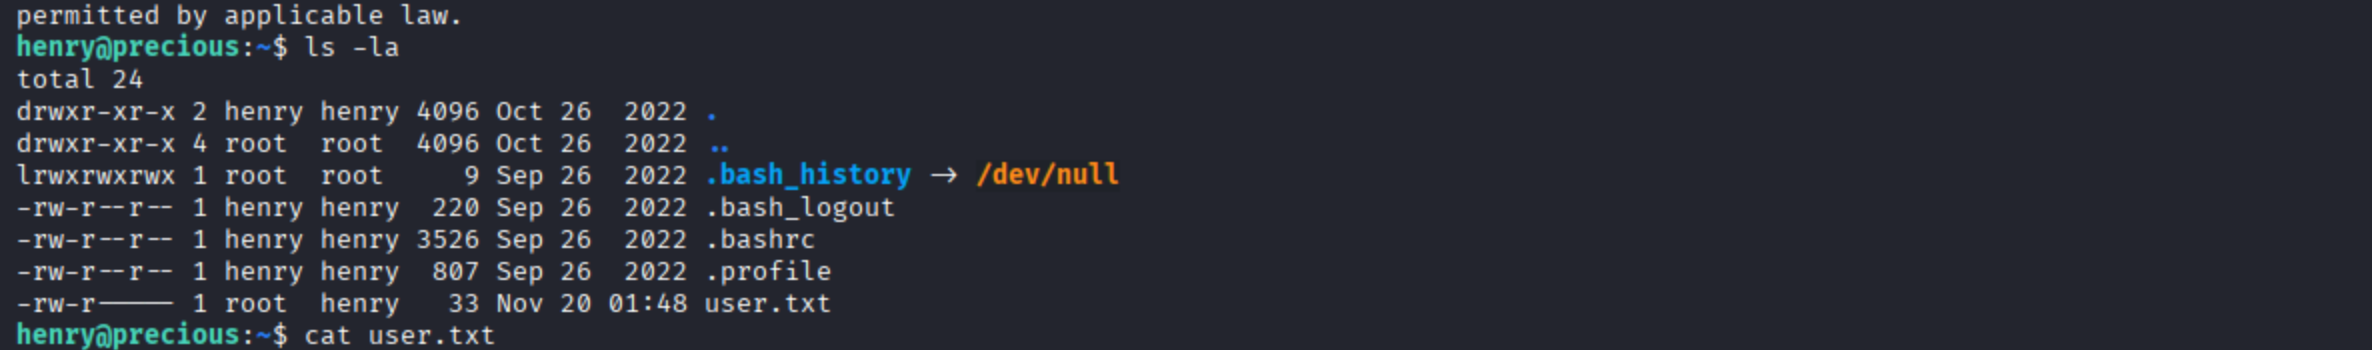 permitted by applicable law.
henry@precious:~$ ls -la
total 24
drwxr-xr-x 2 henry henry 4096 Oct 26  2022 .
drwxr-xr-x 4 root  root  4096 Oct 26  2022 ..
lrwxrwxrwx 1 root  root     9 Sep 26  2022 .bash_history → /dev/null
-rw-r--r-- 1 henry henry  220 Sep 26  2022 .bash_logout
-rw-r--r-- 1 henry henry 3526 Sep 26  2022 .bashrc
-rw-r--r-- 1 henry henry  807 Sep 26  2022 .profile
-rw-r----- 1 root  henry   33 Nov 20 01:48 user.txt
henry@precious:~$ cat user.txt